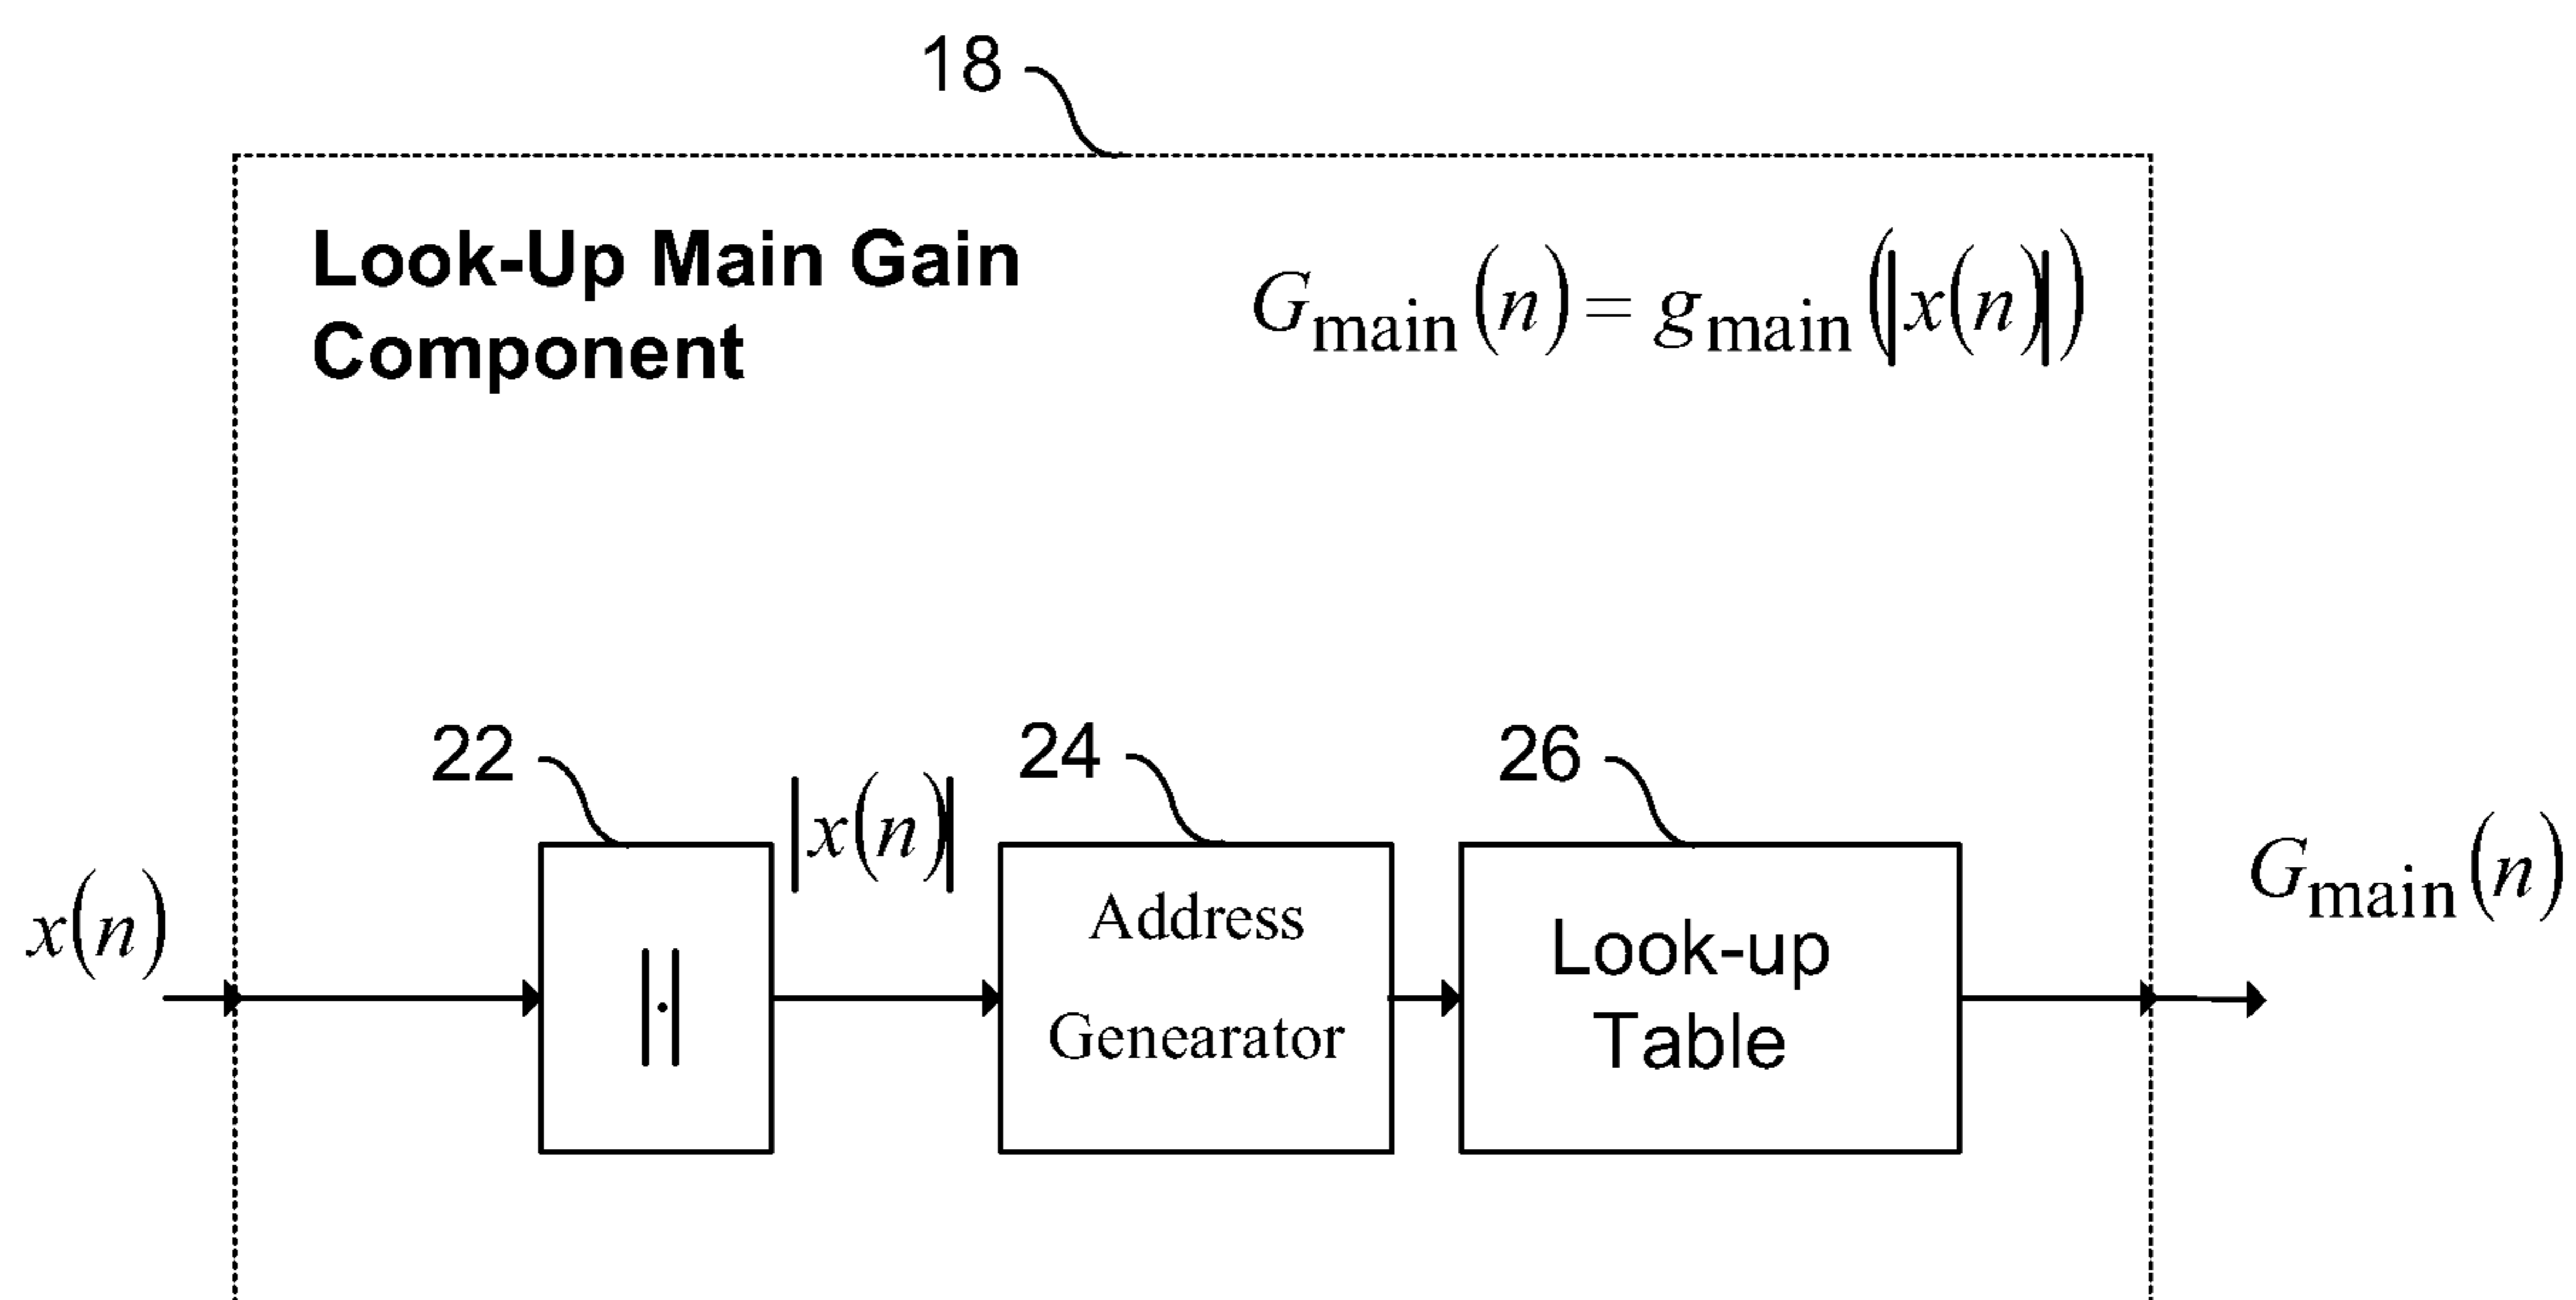 18
Look-Up Main Gain
Component
G_main(n) = g_main(|x(n)|)
22
|x(n)|
24
26
x(n)
|·|
Address
Genearator
Look-up
Table
G_main(n)